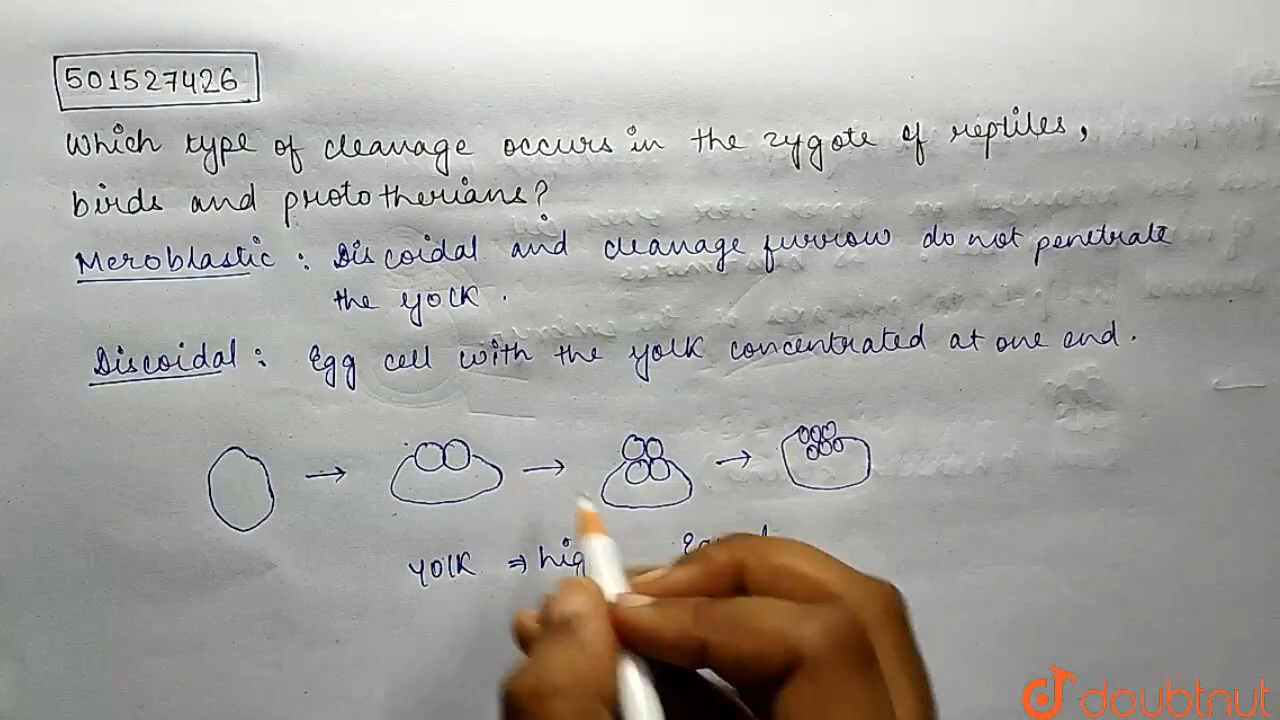 501527426
Which type of cleavage occurs in the zygote of reptiles,
birds and prototherians?
Meroblastic : Discoidal and cleavage furrow do not penetrate
the yolk .
Discoidal : Egg cell with the yolk concentrated at one end .
yolk ⇒
doubtnut